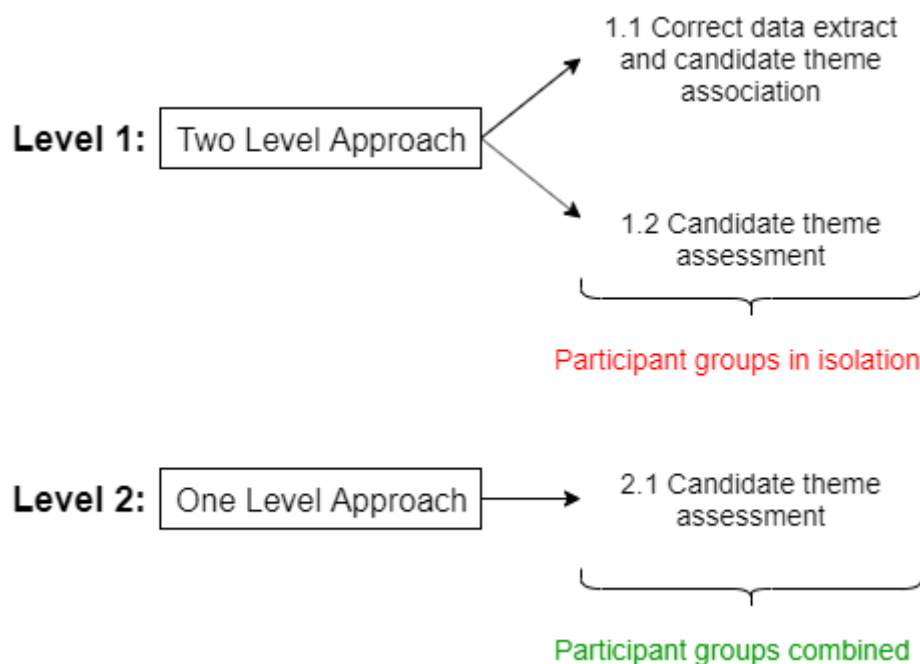 1.1 Correct data extract
and candidate theme
association
Level 1: Two Level Approach
1.2 Candidate theme
assessment
Participant groups in isolation
Level 2: One Level Approach
2.1 Candidate theme
assessment
Participant groups combined